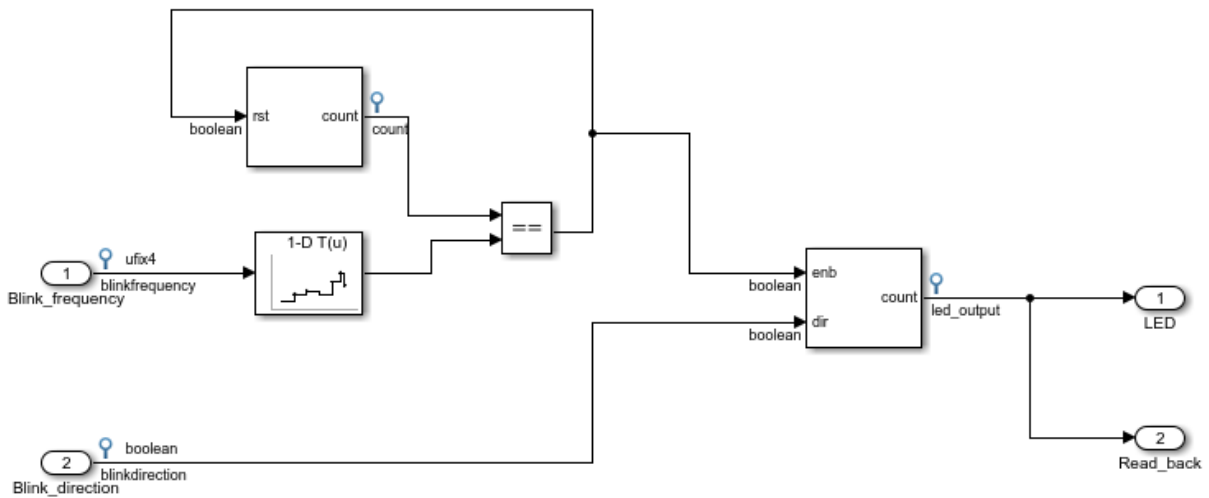 rst
count
boolean
count
1-D T(u)
==
ufix4
1
blinkfrequency
Blink_frequency
enb
boolean
count
led_output
1
LED
dir
boolean
boolean
2
blinkdirection
Blink_direction
2
Read_back